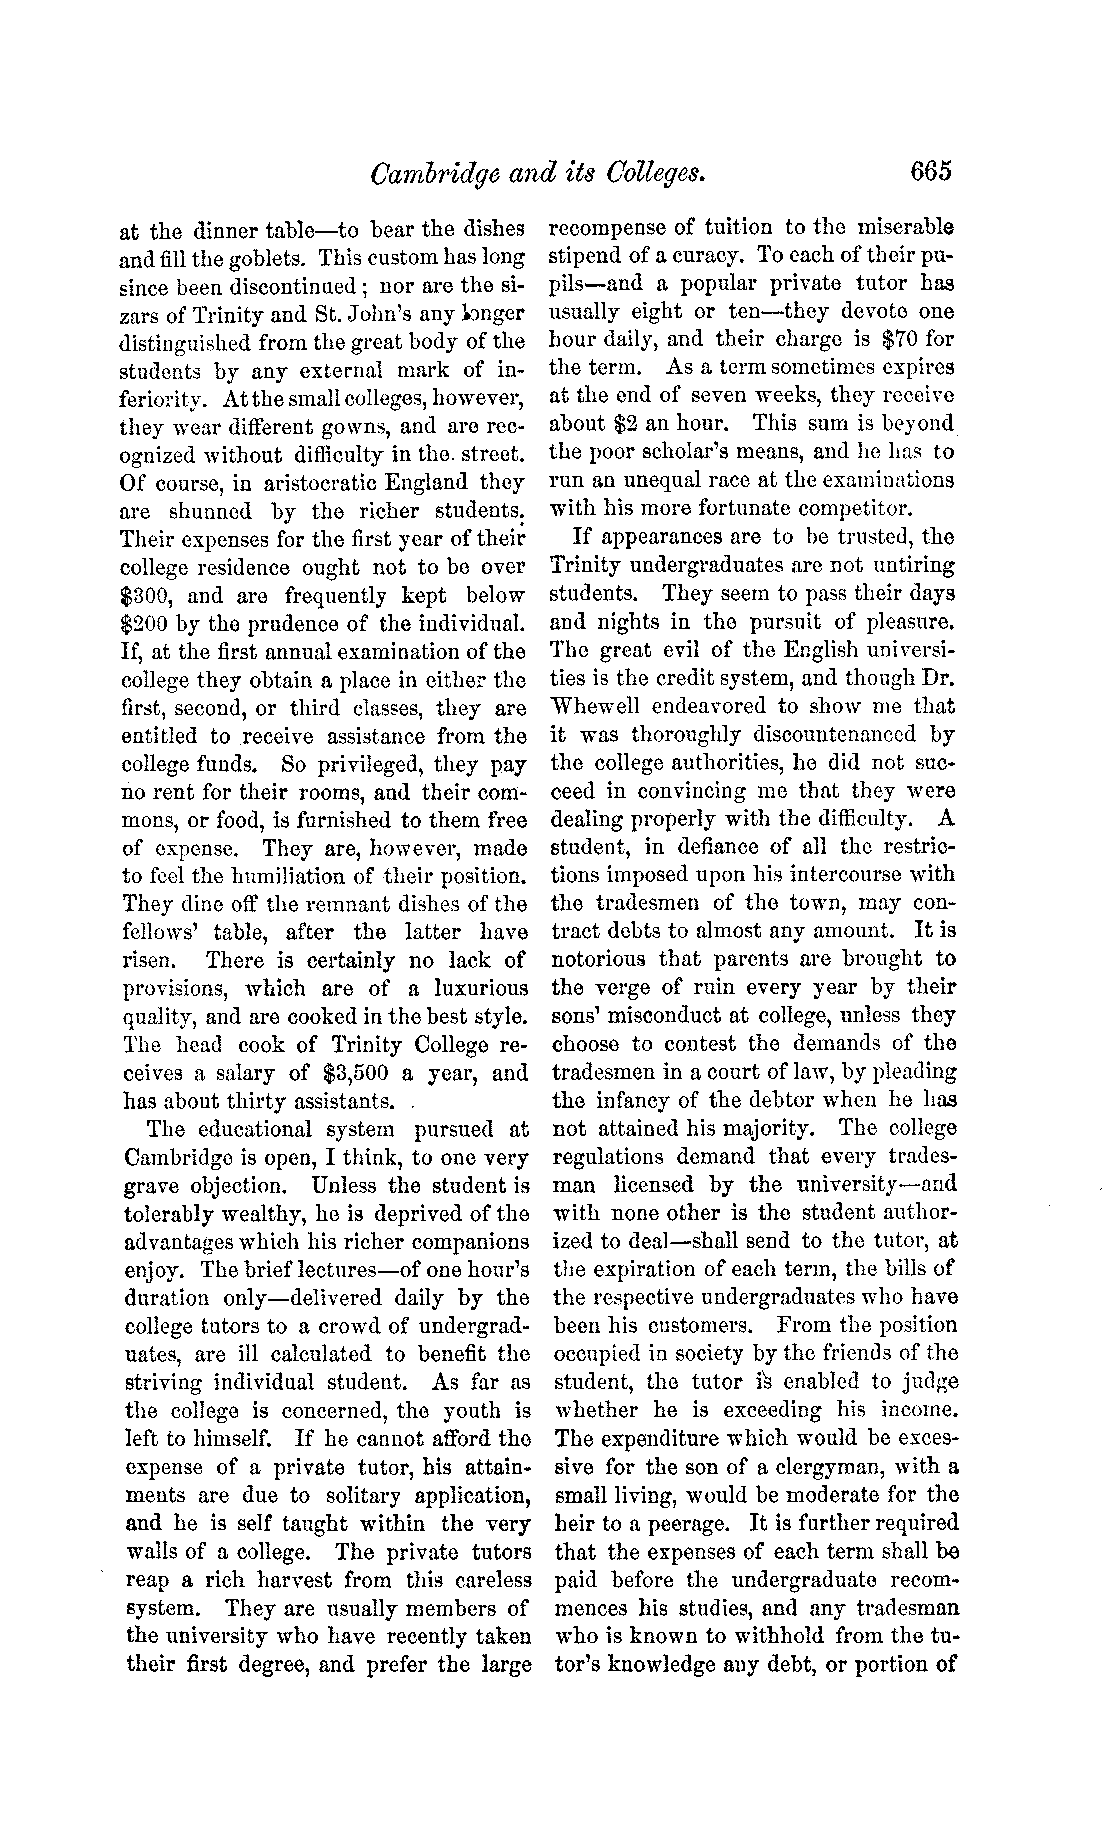 Cambridge and its Colleges. 665
at the dinner table—to bear the dishes
and fill the goblets. This custom has long
since been discontinued; nor are the si-
zars of Trinity and St. John's any longer
distinguished from the great body of the
students by any external mark of in-
feriority. At the small colleges, however,
they wear different gowns, and are rec-
ognized without difficulty in the street.
Of course, in aristocratic England they
are shunned by the richer students.
Their expenses for the first year of their
college residence ought not to be over
$300, and are frequently kept below
$200 by the prudence of the individual.
If, at the first annual examination of the
college they obtain a place in either the
first, second, or third classes, they are
entitled to receive assistance from the
college funds. So privileged, they pay
no rent for their rooms, and their com-
mons, or food, is furnished to them free
of expense. They are, however, made
to feel the humiliation of their position.
They dine off the remnant dishes of the
fellows' table, after the latter have
risen. There is certainly no lack of
provisions, which are of a luxurious
quality, and are cooked in the best style.
The head cook of Trinity College re-
ceives a salary of $3,500 a year, and
has about thirty assistants.
The educational system pursued at
Cambridge is open, I think, to one very
grave objection. Unless the student is
tolerably wealthy, he is deprived of the
advantages which his richer companions
enjoy. The brief lectures—of one hour's
duration only—delivered daily by the
college tutors to a crowd of undergrad-
uates, are ill calculated to benefit the
striving individual student. As far as
the college is concerned, the youth is
left to himself. If he cannot afford the
expense of a private tutor, his attain-
ments are due to solitary application,
and he is self taught within the very
walls of a college. The private tutors
reap a rich harvest from this careless
system. They are usually members of
the university who have recently taken
their first degree, and prefer the large
recompense of tuition to the miserable
stipend of a curacy. To each of their pu-
pils—and a popular private tutor has
usually eight or ten—they devote one
hour daily, and their charge is $70 for
the term. As a term sometimes expires
at the end of seven weeks, they receive
about $2 an hour. This sum is beyond
the poor scholar's means, and he has to
run an unequal race at the examinations
with his more fortunate competitor.
If appearances are to be trusted, the
Trinity undergraduates are not untiring
students. They seem to pass their days
and nights in the pursuit of pleasure.
The great evil of the English universi-
ties is the credit system, and though Dr.
Whewell endeavored to show me that
it was thoroughly discountenanced by
the college authorities, he did not suc-
ceed in convincing me that they were
dealing properly with the difficulty. A
student, in defiance of all the restric-
tions imposed upon his intercourse with
the tradesmen of the town, may con-
tract debts to almost any amount. It is
notorious that parents are brought to
the verge of ruin every year by their
sons' misconduct at college, unless they
choose to contest the demands of the
tradesmen in a court of law, by pleading
the infancy of the debtor when he has
not attained his majority. The college
regulations demand that every trades-
man licensed by the university—and
with none other is the student author-
ized to deal—shall send to the tutor, at
the expiration of each term, the bills of
the respective undergraduates who have
been his customers. From the position
occupied in society by the friends of the
student, the tutor is enabled to judge
whether he is exceeding his income.
The expenditure which would be exces-
sive for the son of a clergyman, with a
small living, would be moderate for the
heir to a peerage. It is further required
that the expenses of each term shall be
paid before the undergraduate recom-
mences his studies, and any tradesman
who is known to withhold from the tu-
tor's knowledge any debt, or portion of